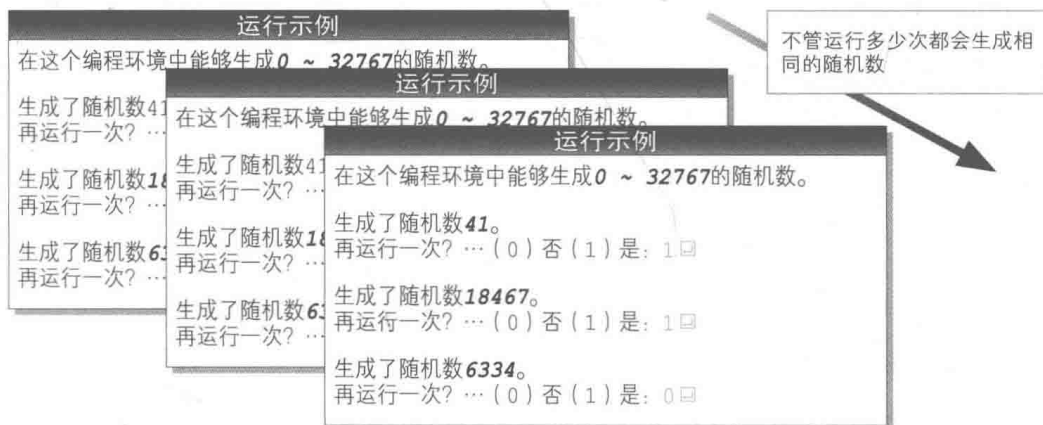 运行示例
在这个编程环境中能够生成0 ~ 32767的随机数。
生成了随机数41
再运行一次? …
生成了随机数18
再运行一次? …
生成了随机数63
再运行一次? …
运行示例
在这个编程环境中能够生成0 ~ 32767的随机数。
生成了随机数41
再运行一次? …
生成了随机数18
再运行一次? …
生成了随机数63
再运行一次? …
运行示例
在这个编程环境中能够生成0 ~ 32767的随机数。
生成了随机数41。
再运行一次? …(0)否(1)是: 1
生成了随机数18467。
再运行一次? …(0)否(1)是: 1
生成了随机数6334。
再运行一次? …(0)否(1)是: 0
不管运行多少次都会生成相
同的随机数